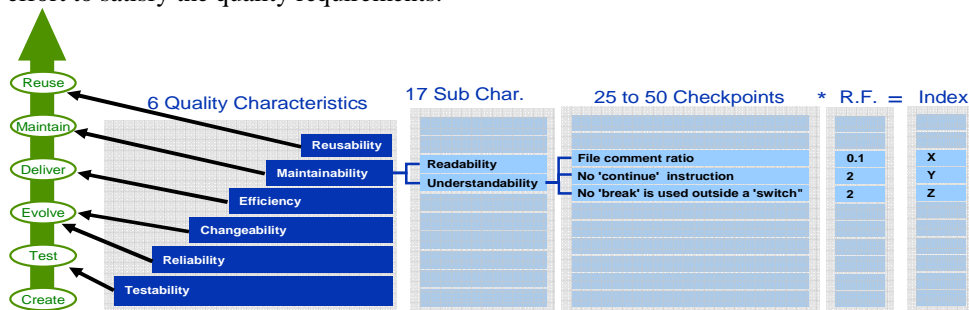 effort to satisfy the quality requirements.
Reuse
Maintain
Deliver
Evolve
Test
Create
6 Quality Characteristics
Reusability
Maintainability
Efficiency
Changeability
Reliability
Testability
17 Sub Char.
Readability
Understandability
25 to 50 Checkpoints * R.F. = Index
File comment ratio 0.1 X
No 'continue' instruction 2 Y
No 'break' is used outside a 'switch" 2 Z